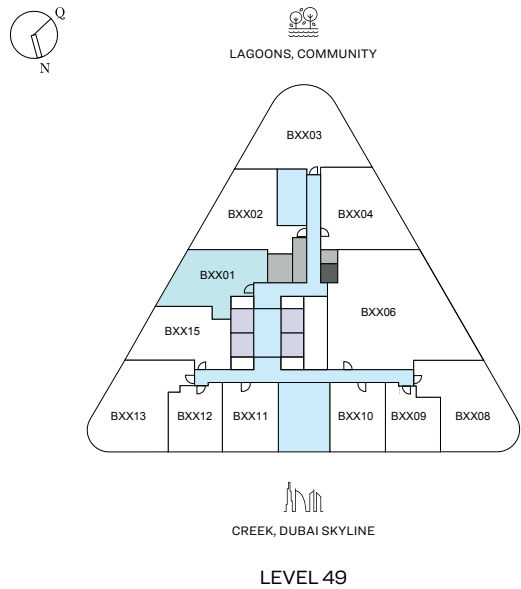 Q
N
LAGOONS, COMMUNITY
BXX03
BXX02
BXX04
BXX01
BXX06
BXX15
BXX13
BXX12
BXX11
BXX10
BXX09
BXX08
CREEK, DUBAI SKYLINE
LEVEL 49